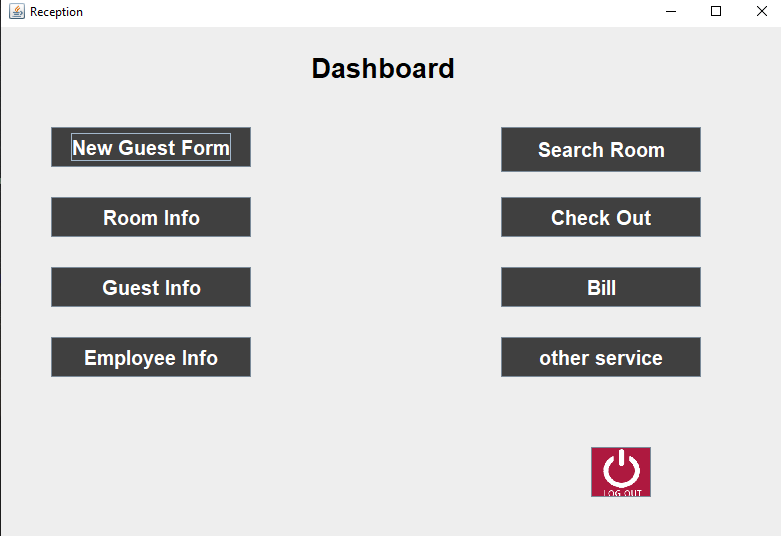 Reception
Dashboard
New Guest Form
Search Room
Room Info
Check Out
Guest Info
Bill
Employee Info
other service
LOG OUT